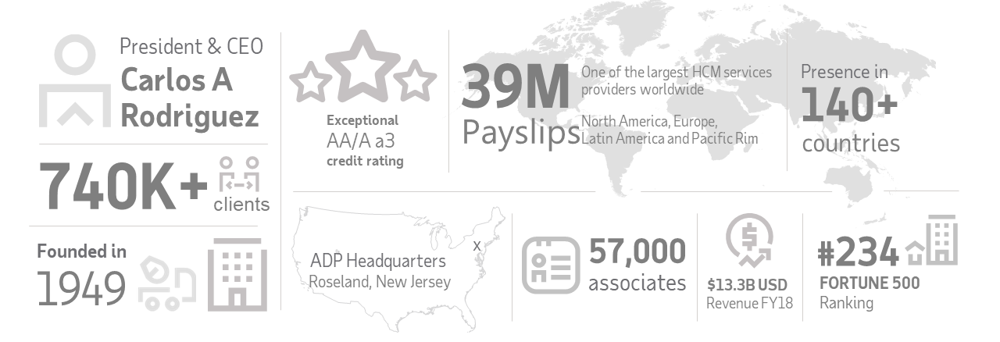 President & CEO
Carlos A
Rodriguez
740K+
clients
Founded in
1949
Exceptional
AA/A a3
credit rating
39M
Payslips
One of the largest HCM services
providers worldwide
North America, Europe,
Latin America and Pacific Rim
Presence in
140+
countries
ADP Headquarters
Roseland, New Jersey
x
57,000
associates
$
$13.3B USD
Revenue FY18
#234
FORTUNE 500
Ranking